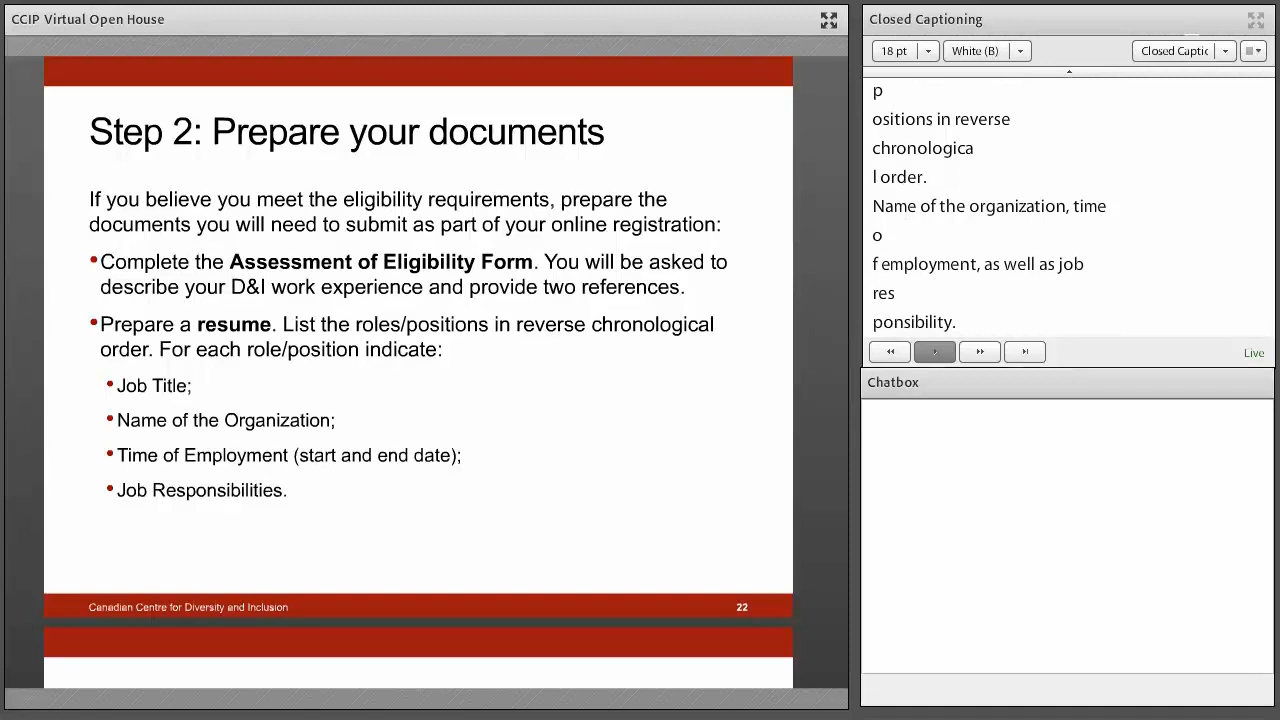 CCIP Virtual Open House
Step 2: Prepare your documents
If you believe you meet the eligibility requirements, prepare the
documents you will need to submit as part of your online registration:
•Complete the Assessment of Eligibility Form. You will be asked to
describe your D&I work experience and provide two references.
•Prepare a resume. List the roles/positions in reverse chronological
order. For each role/position indicate:
•Job Title;
•Name of the Organization;
•Time of Employment (start and end date);
•Job Responsibilities.
Canadian Centre for Diversity and Inclusion
22
Closed Captioning
18 pt
White (B)
Closed Captic
p
ositions in reverse
chronologica
l order.
Name of the organization, time
o
f employment, as well as job
res
ponsibility.
Live
Chatbox